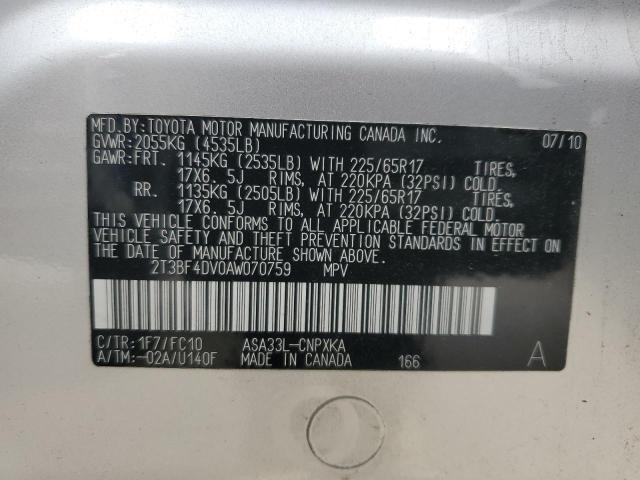 MFD.BY:TOYOTA MOTOR MANUFACTURING CANADA INC. 07/10
GVWR:2055KG (4535LB)
GAWR:FRT. 1145KG (2535LB) WITH 225/65R17 TIRES,
17X6.5J RIMS, AT 220KPA (32PSI) COLD.
RR. 1135KG (2505LB) WITH 225/65R17 TIRES,
17X6.5J RIMS, AT 220KPA (32PSI) COLD.
THIS VEHICLE CONFORMS TO ALL APPLICABLE FEDERAL MOTOR
VEHICLE SAFETY AND THEFT PREVENTION STANDARDS IN EFFECT ON
THE DATE OF MANUFACTURE SHOWN ABOVE.
2T3BF4DV0AW070759 MPV
C/TR:1F7/FC10 ASA33L-CNPXKA
A/TM:-02A/U140F MADE IN CANADA 166 A